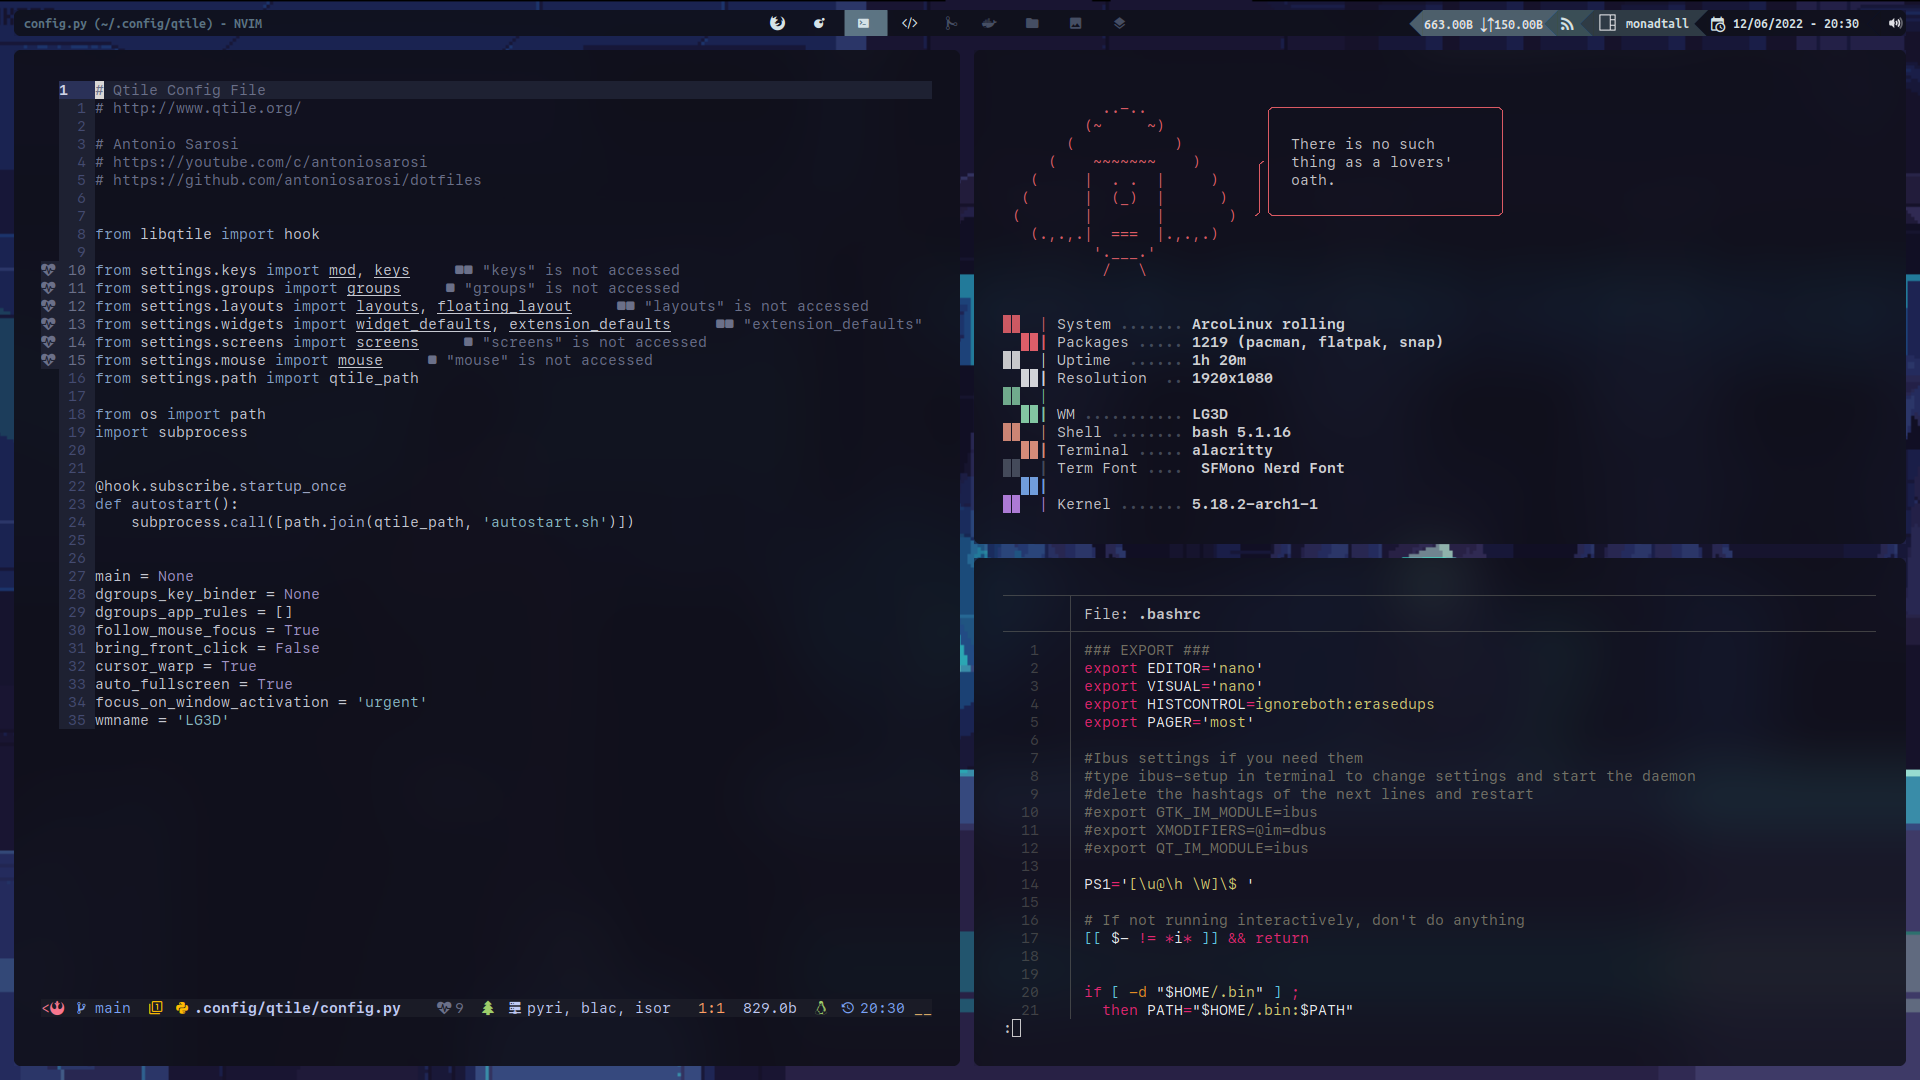 config.py (~/.config/qtile) - NVIM
663.00B ↓↑150.00B
monadtall
12/06/2022 - 20:30
1 # Qtile Config File
1 # http://www.qtile.org/
2
3 # Antonio Sarosi
4 # https://youtube.com/c/antoniosarosi
5 # https://github.com/antoniosarosi/dotfiles
6
7
8 from libqtile import hook
9
10 from settings.keys import mod, keys ■■ "keys" is not accessed
11 from settings.groups import groups ■ "groups" is not accessed
12 from settings.layouts import layouts, floating_layout ■■ "layouts" is not accessed
13 from settings.widgets import widget_defaults, extension_defaults ■■ "extension_defaults"
14 from settings.screens import screens ■ "screens" is not accessed
15 from settings.mouse import mouse ■ "mouse" is not accessed
16 from settings.path import qtile_path
17
18 from os import path
19 import subprocess
20
21
22 @hook.subscribe.startup_once
23 def autostart():
24     subprocess.call([path.join(qtile_path, 'autostart.sh')])
25
26
27 main = None
28 dgroups_key_binder = None
29 dgroups_app_rules = []
30 follow_mouse_focus = True
31 bring_front_click = False
32 cursor_warp = True
33 auto_fullscreen = True
34 focus_on_window_activation = 'urgent'
35 wmname = 'LG3D'
main .config/qtile/config.py 9 pyri, blac, isor 1:1 829.0b 20:30 __
There is no such
thing as a lovers'
oath.
| System ....... ArcoLinux rolling
| Packages ..... 1219 (pacman, flatpak, snap)
| Uptime ...... 1h 20m
| Resolution .. 1920x1080
|
| WM ........... LG3D
| Shell ........ bash 5.1.16
| Terminal ..... alacritty
| Term Font .... SFMono Nerd Font
|
| Kernel ....... 5.18.2-arch1-1
File: .bashrc
1 ### EXPORT ###
2 export EDITOR='nano'
3 export VISUAL='nano'
4 export HISTCONTROL=ignoreboth:erasedups
5 export PAGER='most'
6
7 #Ibus settings if you need them
8 #type ibus-setup in terminal to change settings and start the daemon
9 #delete the hashtags of the next lines and restart
10 #export GTK_IM_MODULE=ibus
11 #export XMODIFIERS=@im=dbus
12 #export QT_IM_MODULE=ibus
13
14 PS1='[\u@\h \W]\$ '
15
16 # If not running interactively, don't do anything
17 [[ $- != *i* ]] && return
18
19
20 if [ -d "$HOME/.bin" ] ;
21   then PATH="$HOME/.bin:$PATH"
: